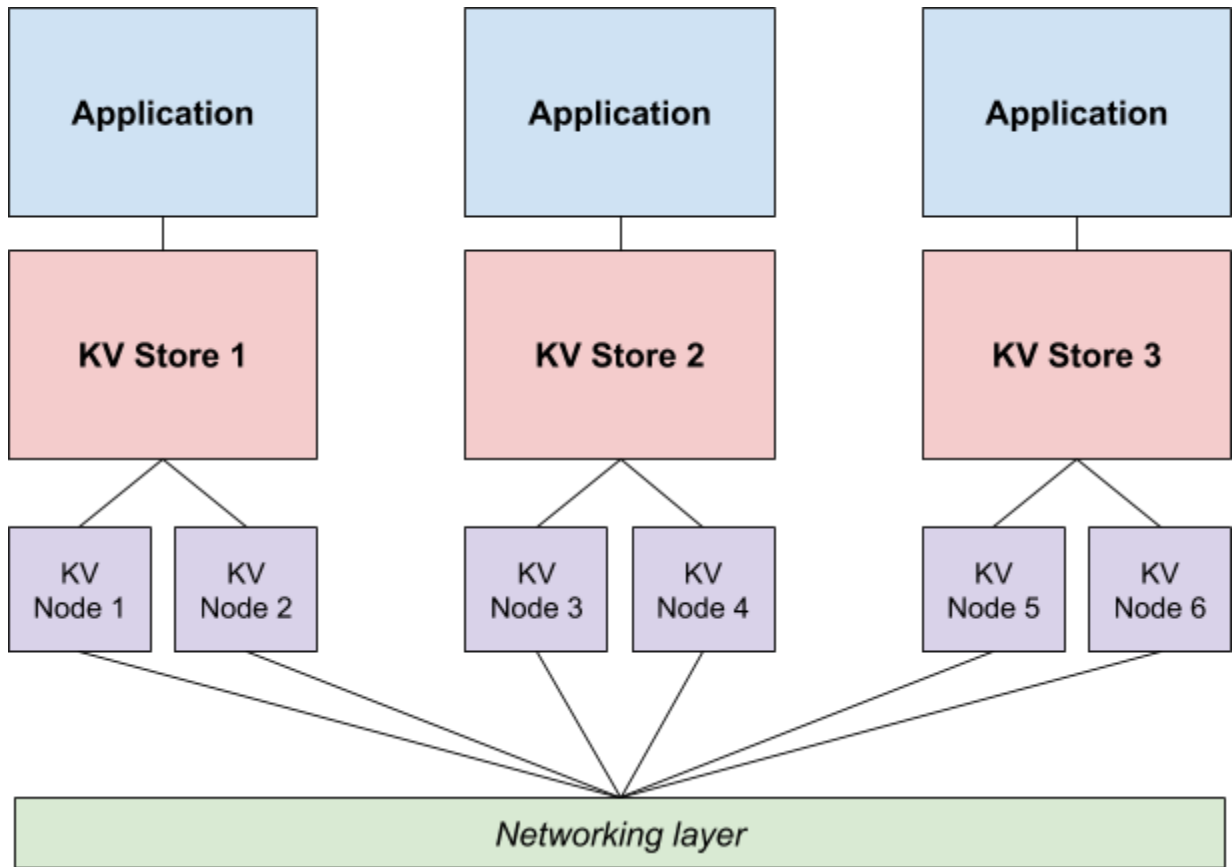 Application
Application
Application
KV Store 1
KV Store 2
KV Store 3
KV
Node 1
KV
Node 2
KV
Node 3
KV
Node 4
KV
Node 5
KV
Node 6
Networking layer